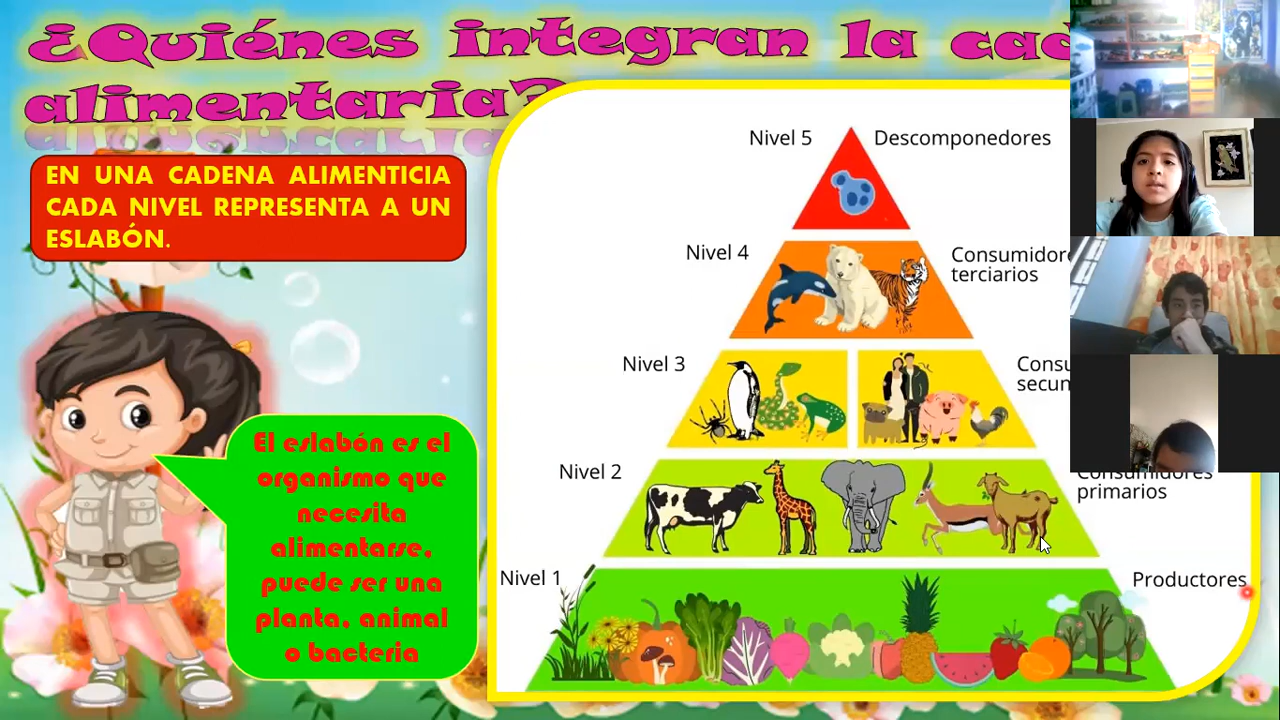 ¿Quiénes integran la cad
alimentaria?
EN UNA CADENA ALIMENTICIA
CADA NIVEL REPRESENTA A UN
ESLABÓN.
El eslabón es el
organismo que
necesita
alimentarse,
puede ser una
planta, animal
o bacteria
Nivel 5 Descomponedores
Nivel 4 Consumidore
terciarios
Nivel 3 Consu
secun
Nivel 2 Consumidores
primarios
Nivel 1 Productores